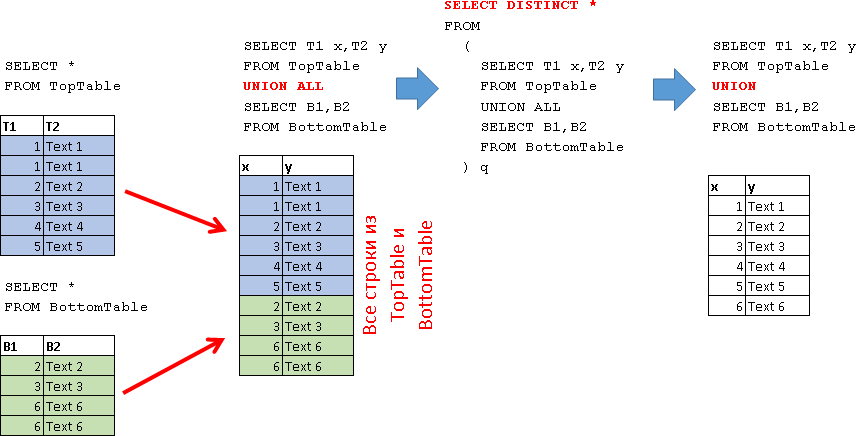 SELECT *
FROM TopTable
T1 T2
1 Text 1
1 Text 1
2 Text 2
3 Text 3
4 Text 4
5 Text 5
SELECT *
FROM BottomTable
B1 B2
2 Text 2
3 Text 3
6 Text 6
6 Text 6
SELECT T1 x,T2 y
FROM TopTable
UNION ALL
SELECT B1,B2
FROM BottomTable
x y
1 Text 1
1 Text 1
2 Text 2
3 Text 3
4 Text 4
5 Text 5
2 Text 2
3 Text 3
6 Text 6
6 Text 6
Все строки из
TopTable и
BottomTable
SELECT DISTINCT *
FROM
(
SELECT T1 x,T2 y
FROM TopTable
UNION ALL
SELECT B1,B2
FROM BottomTable
) q
SELECT T1 x,T2 y
FROM TopTable
UNION
SELECT B1,B2
FROM BottomTable
x y
1 Text 1
2 Text 2
3 Text 3
4 Text 4
5 Text 5
6 Text 6